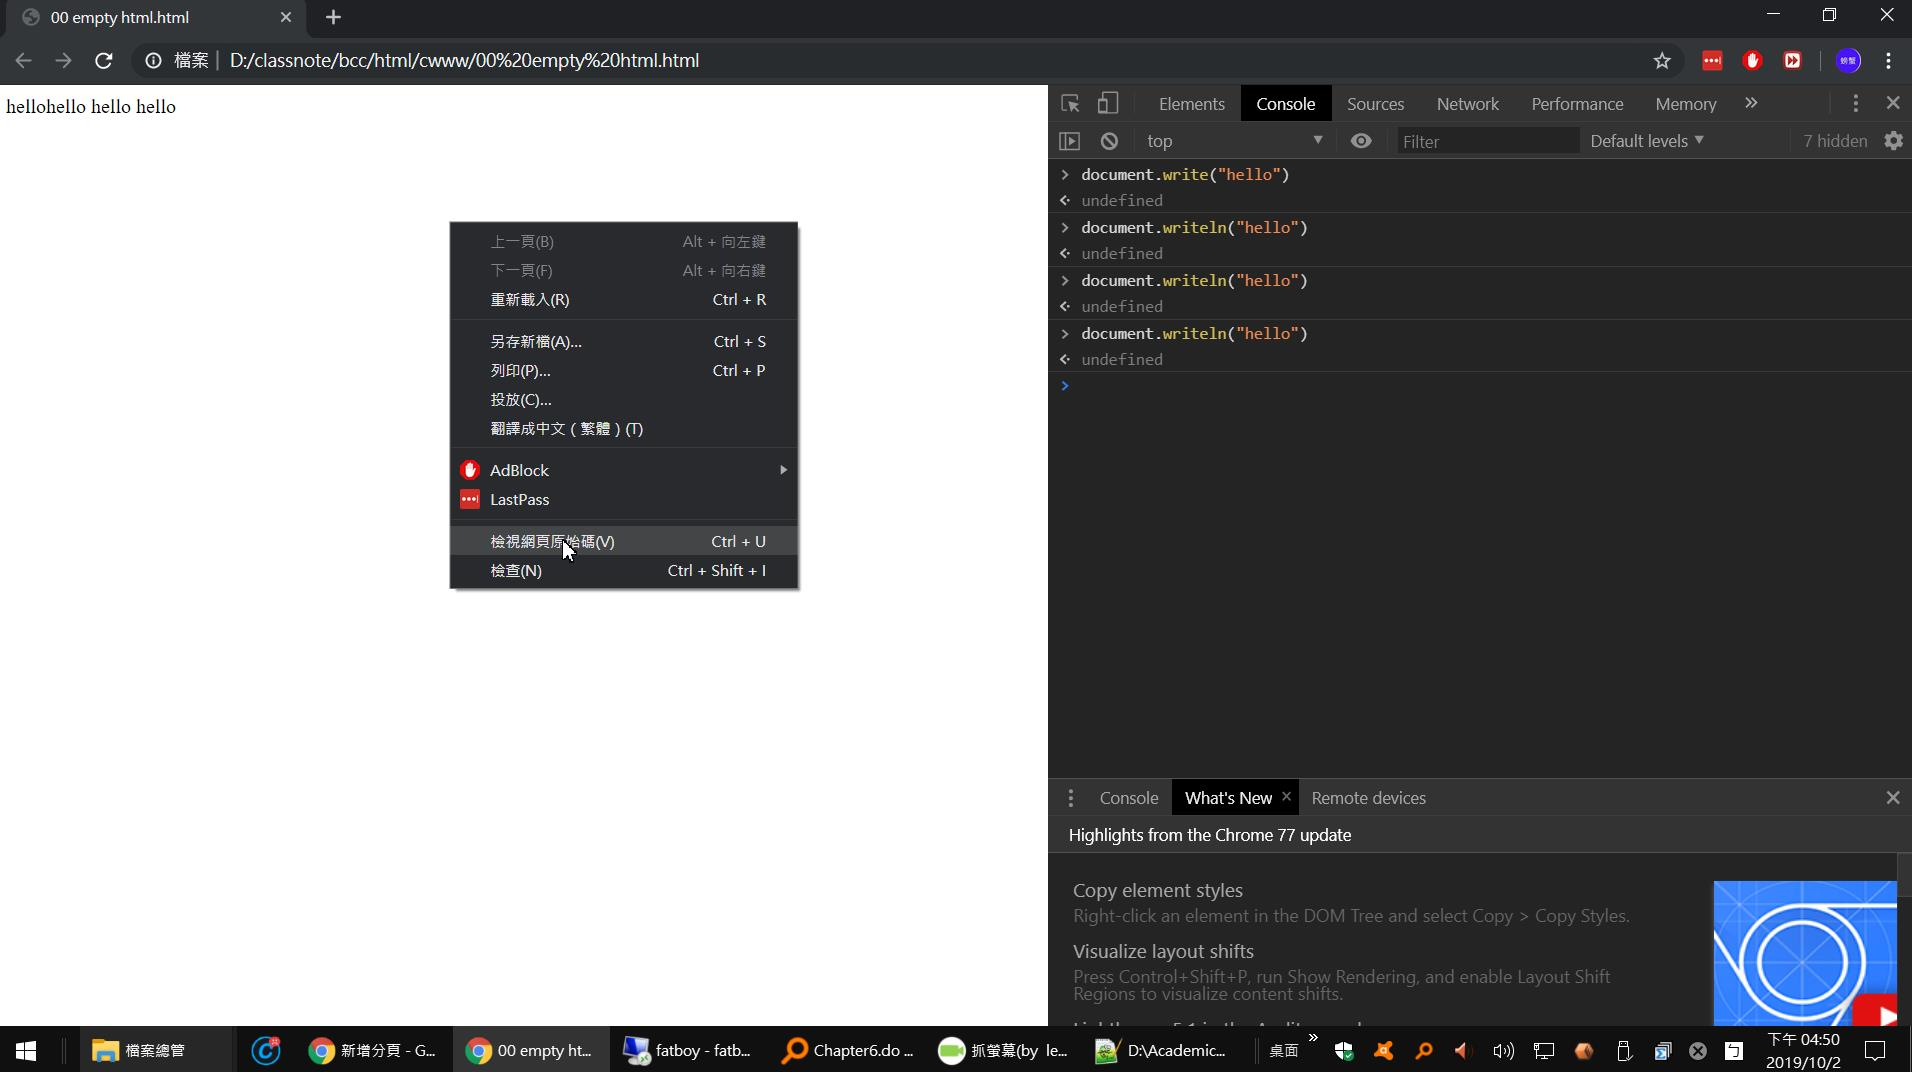 00 empty html.html
檔案 | D:/classnote/bcc/html/cwww/00%20empty%20html.html
螃蟹
hellohello hello hello
上一頁(B) Alt + 向左鍵
下一頁(F) Alt + 向右鍵
重新載入(R) Ctrl + R
另存新檔(A)... Ctrl + S
列印(P)... Ctrl + P
投放(C)...
翻譯成中文 ( 繁體 ) (T)
AdBlock
LastPass
檢視網頁原始碼(V) Ctrl + U
檢查(N) Ctrl + Shift + I
Elements Console Sources Network Performance Memory »
top Filter Default levels 7 hidden
> document.write("hello")
undefined
> document.writeln("hello")
undefined
> document.writeln("hello")
undefined
> document.writeln("hello")
undefined
>
Console What's New Remote devices
Highlights from the Chrome 77 update
Copy element styles
Right-click an element in the DOM Tree and select Copy > Copy Styles.
Visualize layout shifts
Press Control+Shift+P, run Show Rendering, and enable Layout Shift
Regions to visualize content shifts.
檔案總管 新增分頁 - G... 00 empty ht... fatboy - fatb... Chapter6.do ... 抓螢幕(by le... D:\Academic... 桌面 »
下午 04:50
2019/10/2